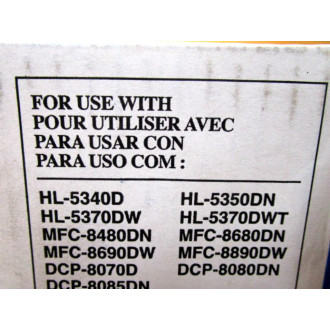 FOR USE WITH
POUR UTILISER AVEC
PARA USAR CON
PARA USO COM :
HL-5340D HL-5350DN
HL-5370DW HL-5370DWT
MFC-8480DN MFC-8680DN
MFC-8690DW MFC-8890DW
DCP-8070D DCP-8080DN
DCP-8085DN